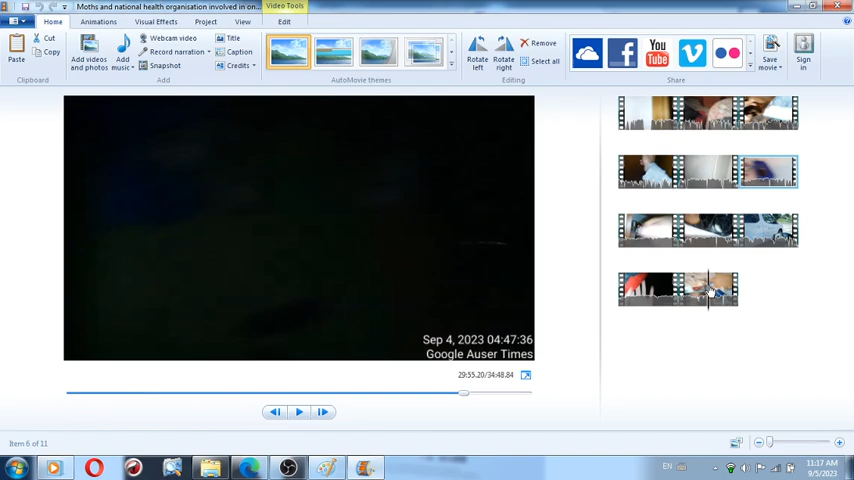 Moths and national health organisation involved in on...
Video Tools
Home
Animations
Visual Effects
Project
View
Edit
Paste
Cut
Copy
Clipboard
Add videos
and photos
Add
music
Webcam video
Record narration
Snapshot
Title
Caption
Credits
Add
AutoMovie themes
Rotate
left
Rotate
right
Remove
Select all
Editing
You
Tube
Share
Save
movie
Sign
in
Sep 4, 2023 04:47:36
Google Auser Times
29:55.20/34:48.84
Item 6 of 11
EN
11:17 AM
9/5/2023